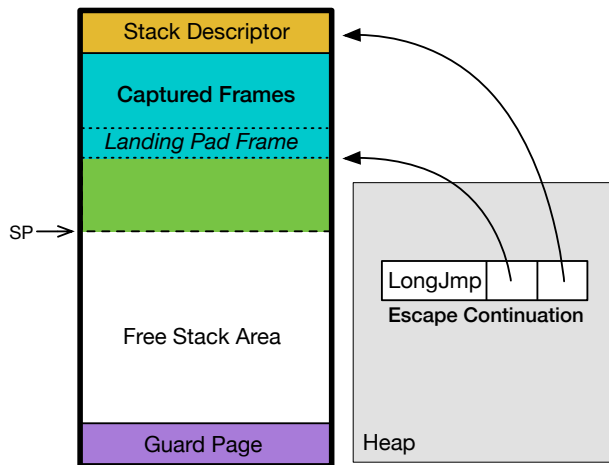 Stack Descriptor
Captured Frames
Landing Pad Frame
SP
Free Stack Area
Guard Page
LongJmp
Escape Continuation
Heap